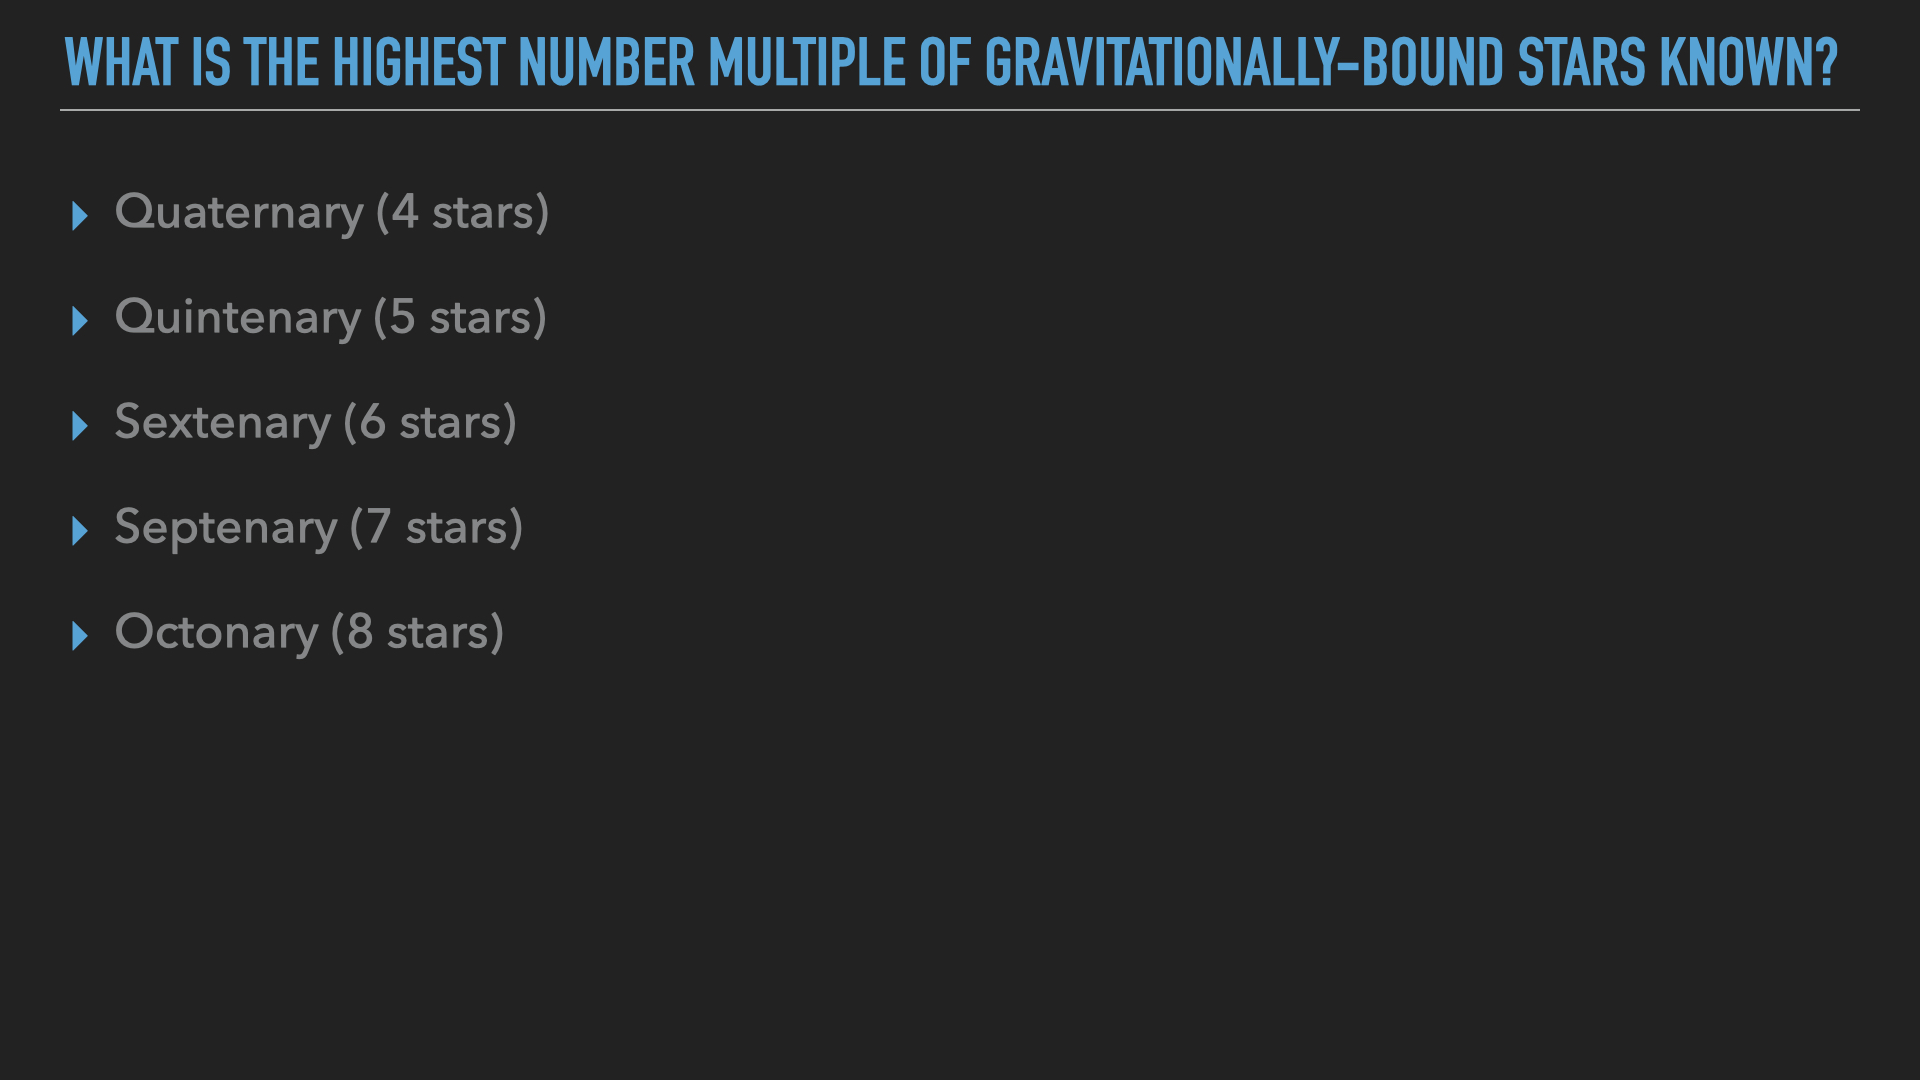 WHAT IS THE HIGHEST NUMBER MULTIPLE OF GRAVITATIONALLY-BOUND STARS KNOWN?
Quaternary (4 stars)
Quintenary (5 stars)
Sextenary (6 stars)
Septenary (7 stars)
Octonary (8 stars)